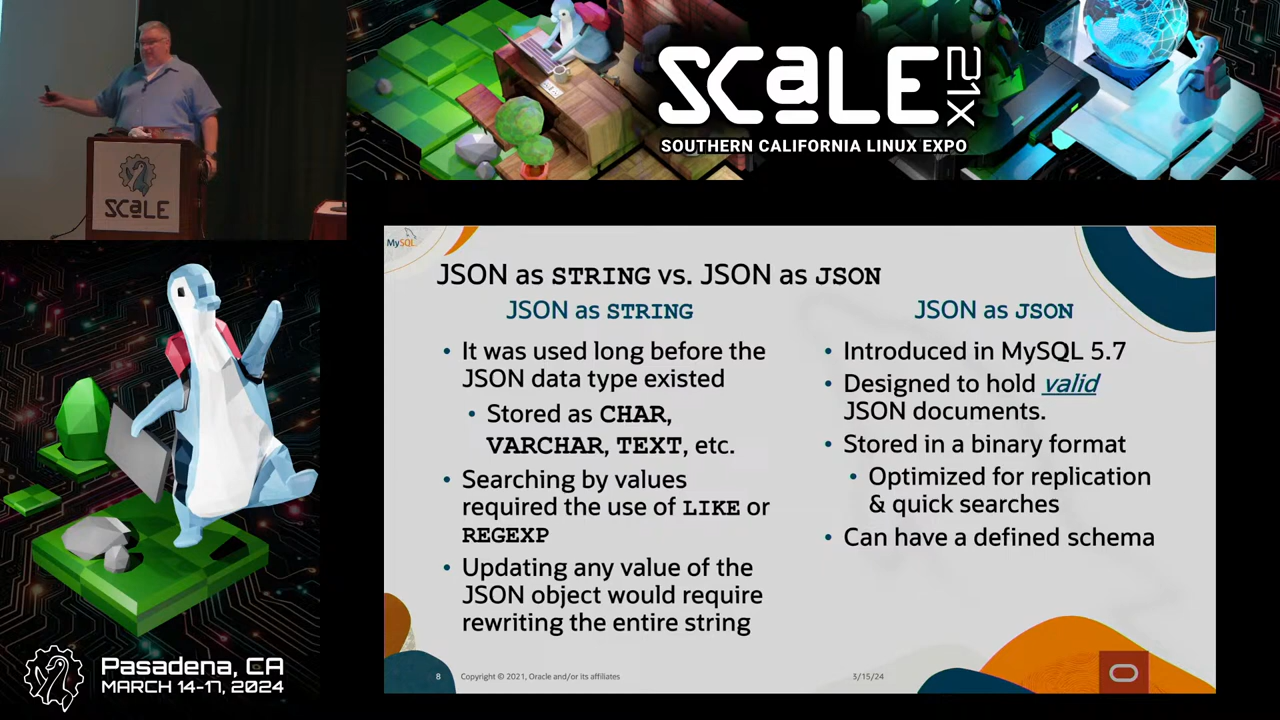 SCALE
21X
SOUTHERN CALIFORNIA LINUX EXPO
SCALE
MySQL
JSON as STRING vs. JSON as JSON
JSON as STRING
• It was used long before the
JSON data type existed
• Stored as CHAR,
VARCHAR, TEXT, etc.
• Searching by values
required the use of LIKE or
REGEXP
• Updating any value of the
JSON object would require
rewriting the entire string
JSON as JSON
• Introduced in MySQL 5.7
• Designed to hold valid
JSON documents.
• Stored in a binary format
• Optimized for replication
& quick searches
• Can have a defined schema
8
Copyright © 2021, Oracle and/or its affiliates
3/15/24
Pasadena, CA
MARCH 14-17, 2024